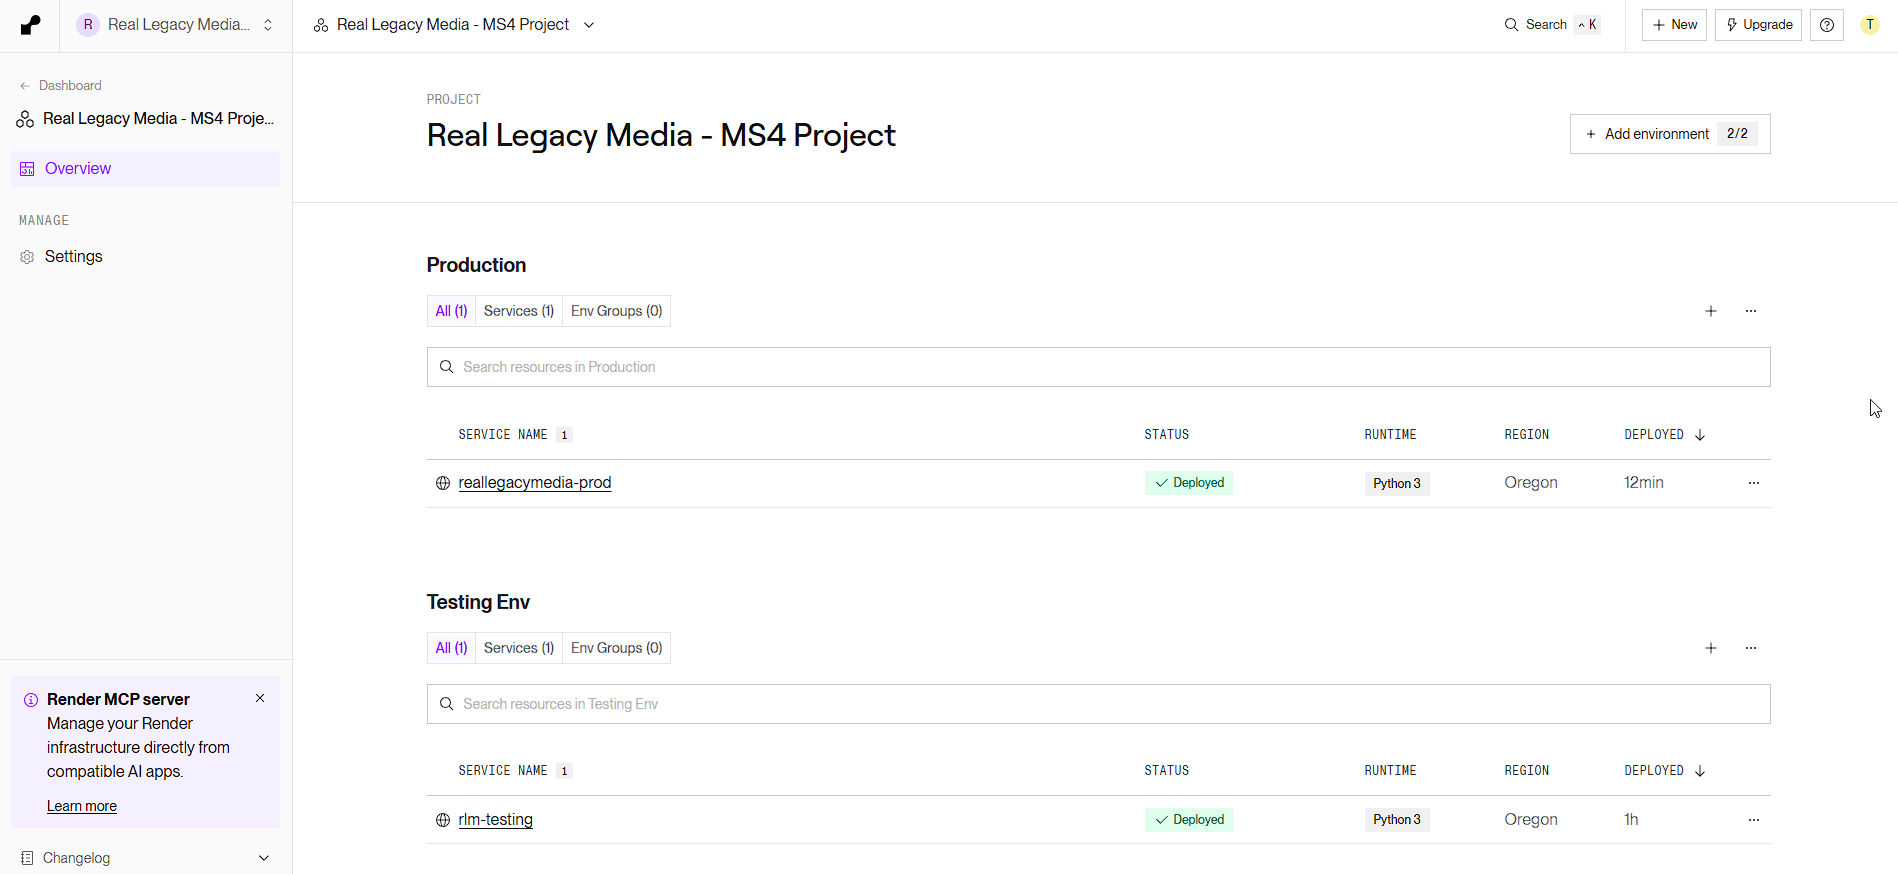 R Real Legacy Media...
Real Legacy Media - MS4 Project
Search ^ K
+ New
Upgrade
T
← Dashboard
Real Legacy Media - MS4 Proje...
Overview
MANAGE
Settings
PROJECT
Real Legacy Media - MS4 Project
+ Add environment 2/2
Production
All (1) Services (1) Env Groups (0)
Search resources in Production
SERVICE NAME 1 STATUS RUNTIME REGION DEPLOYED ↓
reallegacymedia-prod Deployed Python 3 Oregon 12min ...
Testing Env
All (1) Services (1) Env Groups (0)
Search resources in Testing Env
SERVICE NAME 1 STATUS RUNTIME REGION DEPLOYED ↓
rlm-testing Deployed Python 3 Oregon 1h ...
Render MCP server
Manage your Render
infrastructure directly from
compatible AI apps.
Learn more
Changelog